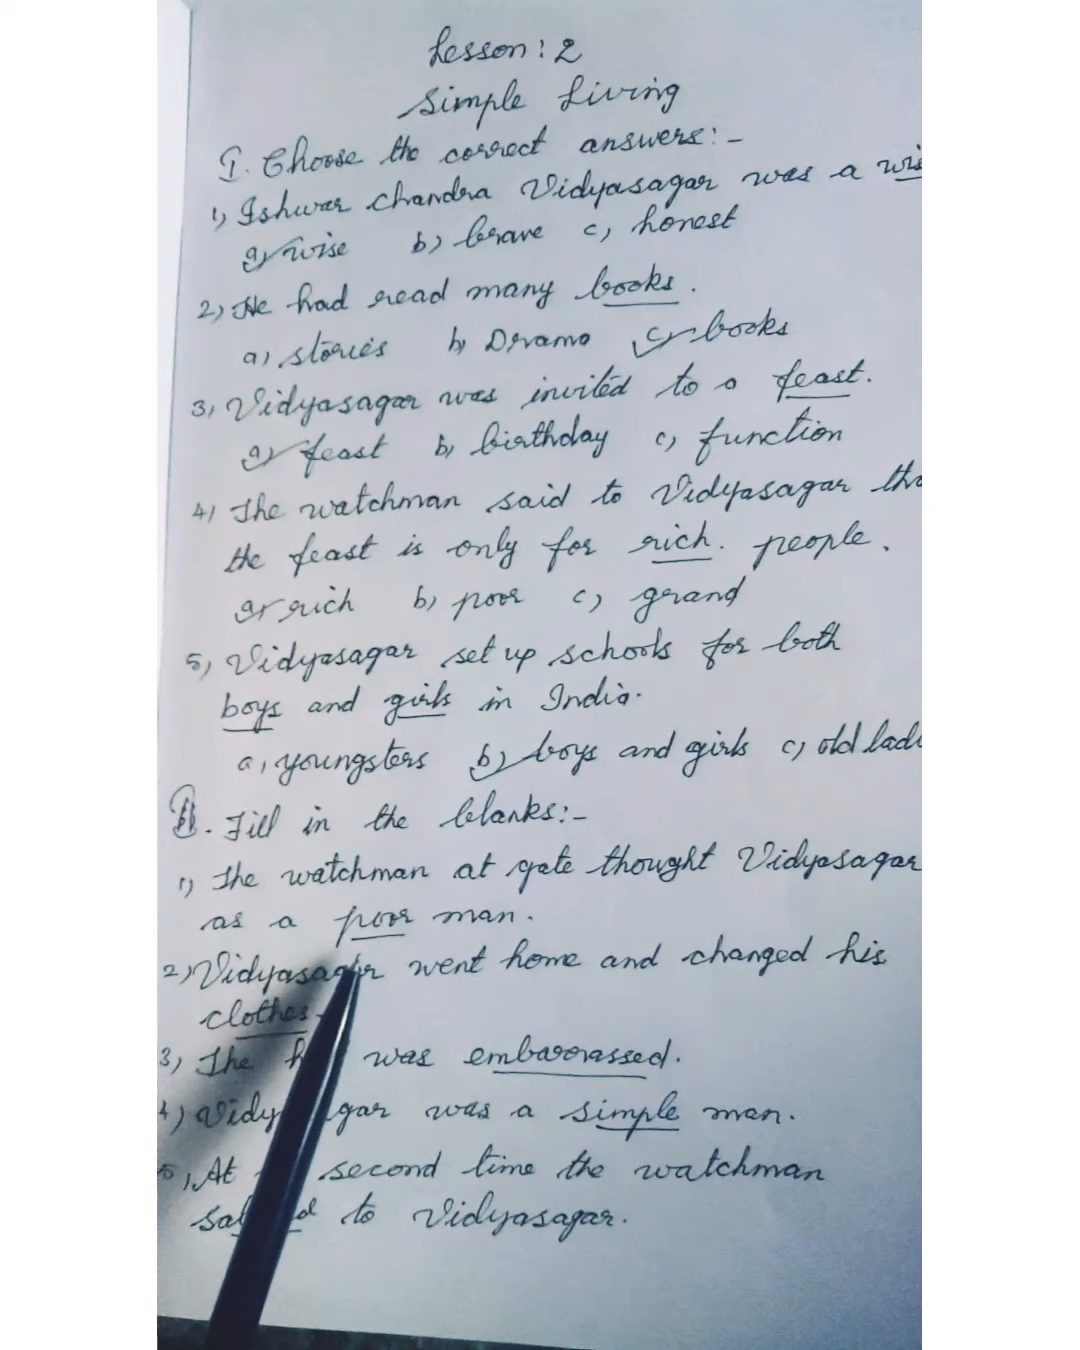 Lesson: 2
Simple Living
I. Choose the correct answers:-
1) Ishwar chandra Vidyasagar was a
a) wise b) brave c) honest
2) He had read many books.
a) stories b) Drama c) books
3) Vidyasagar was invited to a feast.
a) feast b) birthday c) function
4) The watchman said to Vidyasagar
the feast is only for rich. people.
a) rich b) poor c) grand
5) Vidyasagar set up schools for both
boys and girls in India.
a) youngsters b) boys and girls c) old
II. Fill in the blanks:-
1) The watchman at gate thought Vidyasagar
as a poor man.
2) Vidyasagar went home and changed his
clothes.
3) The was embarrassed.
4) was a simple man.
5) At second time the watchman
to Vidyasagar.